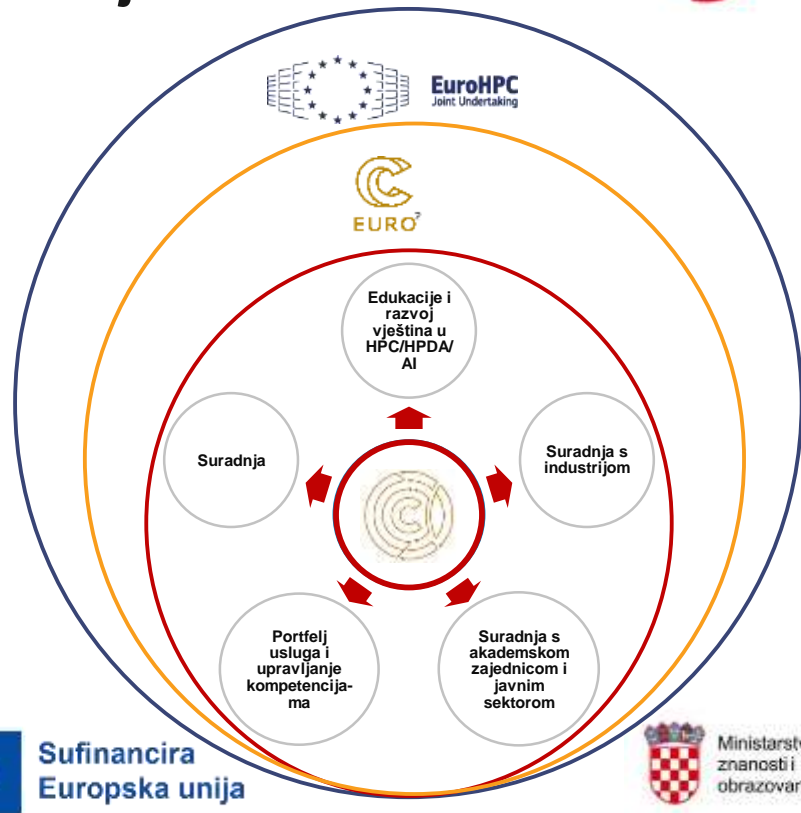 EuroHPC
Joint Undertaking
EURO²
Edukacije i
razvoj
vještina u
HPC/HPDA/
AI
Suradnja
Suradnja s
industrijom
Portfelj
usluga i
upravljanje
kompetencija-
ma
Suradnja s
akademskom
zajednicom i
javnim
sektorom
Sufinancira
Europska unija
znanosti i